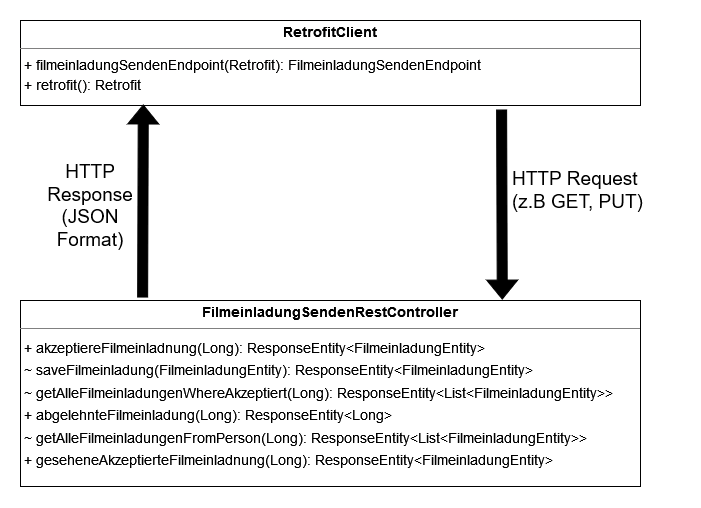 RetrofitClient
+ filmeinladungSendenEndpoint(Retrofit): FilmeinladungSendenEndpoint
+ retrofit(): Retrofit
HTTP
Response
(JSON
Format)
HTTP Request
(z.B GET, PUT)
FilmeinladungSendenRestController
+ akzeptiereFilmeinladnung(Long): ResponseEntity<FilmeinladungEntity>
~ saveFilmeinladung(FilmeinladungEntity): ResponseEntity<FilmeinladungEntity>
~ getAlleFilmeinladungenWhereAkzeptiert(Long): ResponseEntity<List<FilmeinladungEntity>>
+ abgelehnteFilmeinladung(Long): ResponseEntity<Long>
~ getAlleFilmeinladungenFromPerson(Long): ResponseEntity<List<FilmeinladungEntity>>
+ geseheneAkzeptierteFilmeinladnung(Long): ResponseEntity<FilmeinladungEntity>